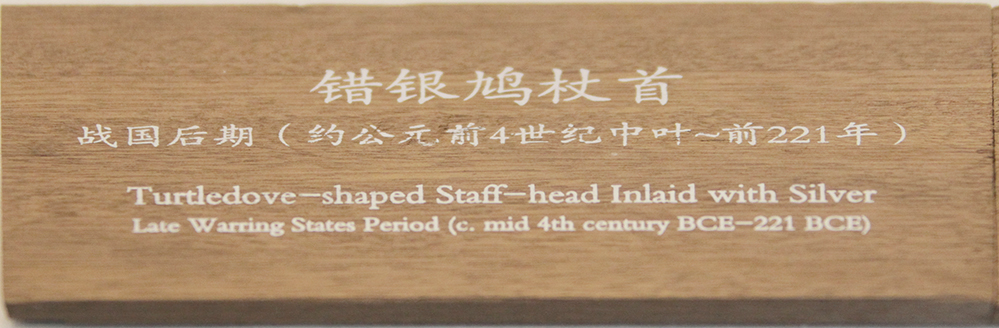 错银鸠杖首
战国后期（约公元前4世纪中叶~前221年）
Turtledove-shaped Staff-head Inlaid with Silver
Late Warring States Period (c. mid 4th century BCE-221 BCE)